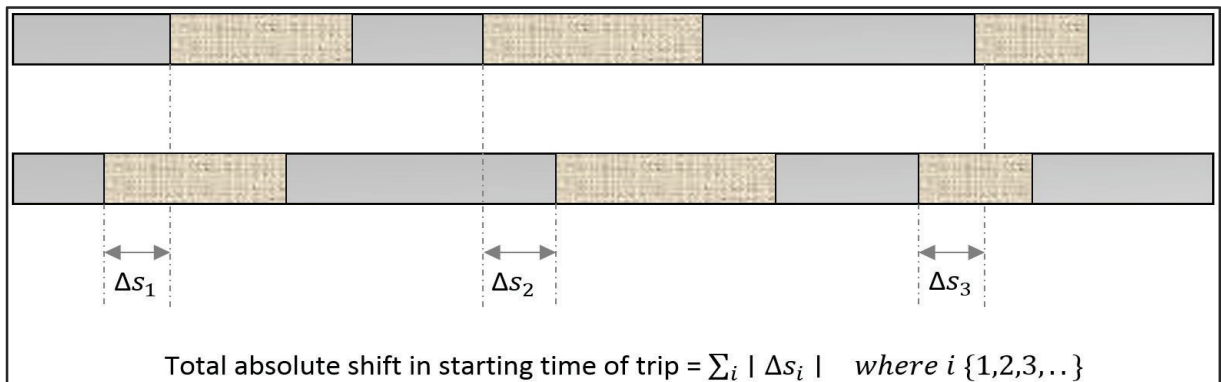 Δs₁ Δs₂ Δs₃
Total absolute shift in starting time of trip = ∑ᵢ | Δsᵢ | where i {1,2,3,..}